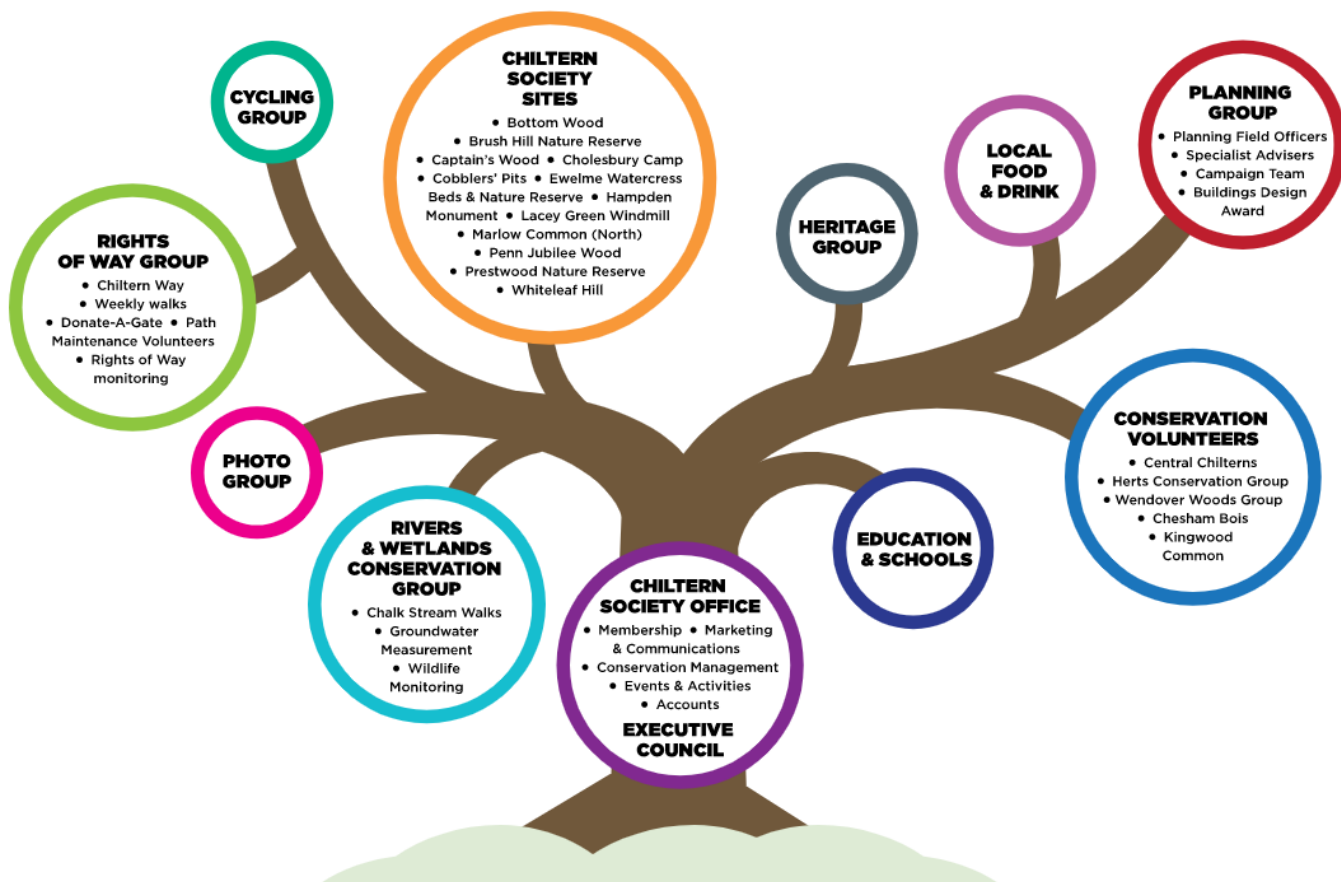 CYCLING
GROUP
CHILTERN
SOCIETY
SITES
• Bottom Wood
• Brush Hill Nature Reserve
• Captain's Wood • Cholesbury Camp
• Cobblers' Pits • Ewelme Watercress
Beds & Nature Reserve • Hampden
Monument • Lacey Green Windmill
• Marlow Common (North)
• Penn Jubilee Wood
• Prestwood Nature Reserve
• Whiteleaf Hill
PLANNING
GROUP
• Planning Field Officers
• Specialist Advisers
• Campaign Team
• Buildings Design
Award
LOCAL
FOOD
& DRINK
HERITAGE
GROUP
RIGHTS
OF WAY GROUP
• Chiltern Way
• Weekly walks
• Donate-A-Gate • Path
Maintenance Volunteers
• Rights of Way
monitoring
PHOTO
GROUP
CONSERVATION
VOLUNTEERS
• Central Chilterns
• Herts Conservation Group
• Wendover Woods Group
• Chesham Bois
• Kingwood
Common
RIVERS
& WETLANDS
CONSERVATION
GROUP
• Chalk Stream Walks
• Groundwater
Measurement
• Wildlife
Monitoring
EDUCATION
& SCHOOLS
CHILTERN
SOCIETY OFFICE
• Membership • Marketing
& Communications
• Conservation Management
• Events & Activities
• Accounts
EXECUTIVE
COUNCIL